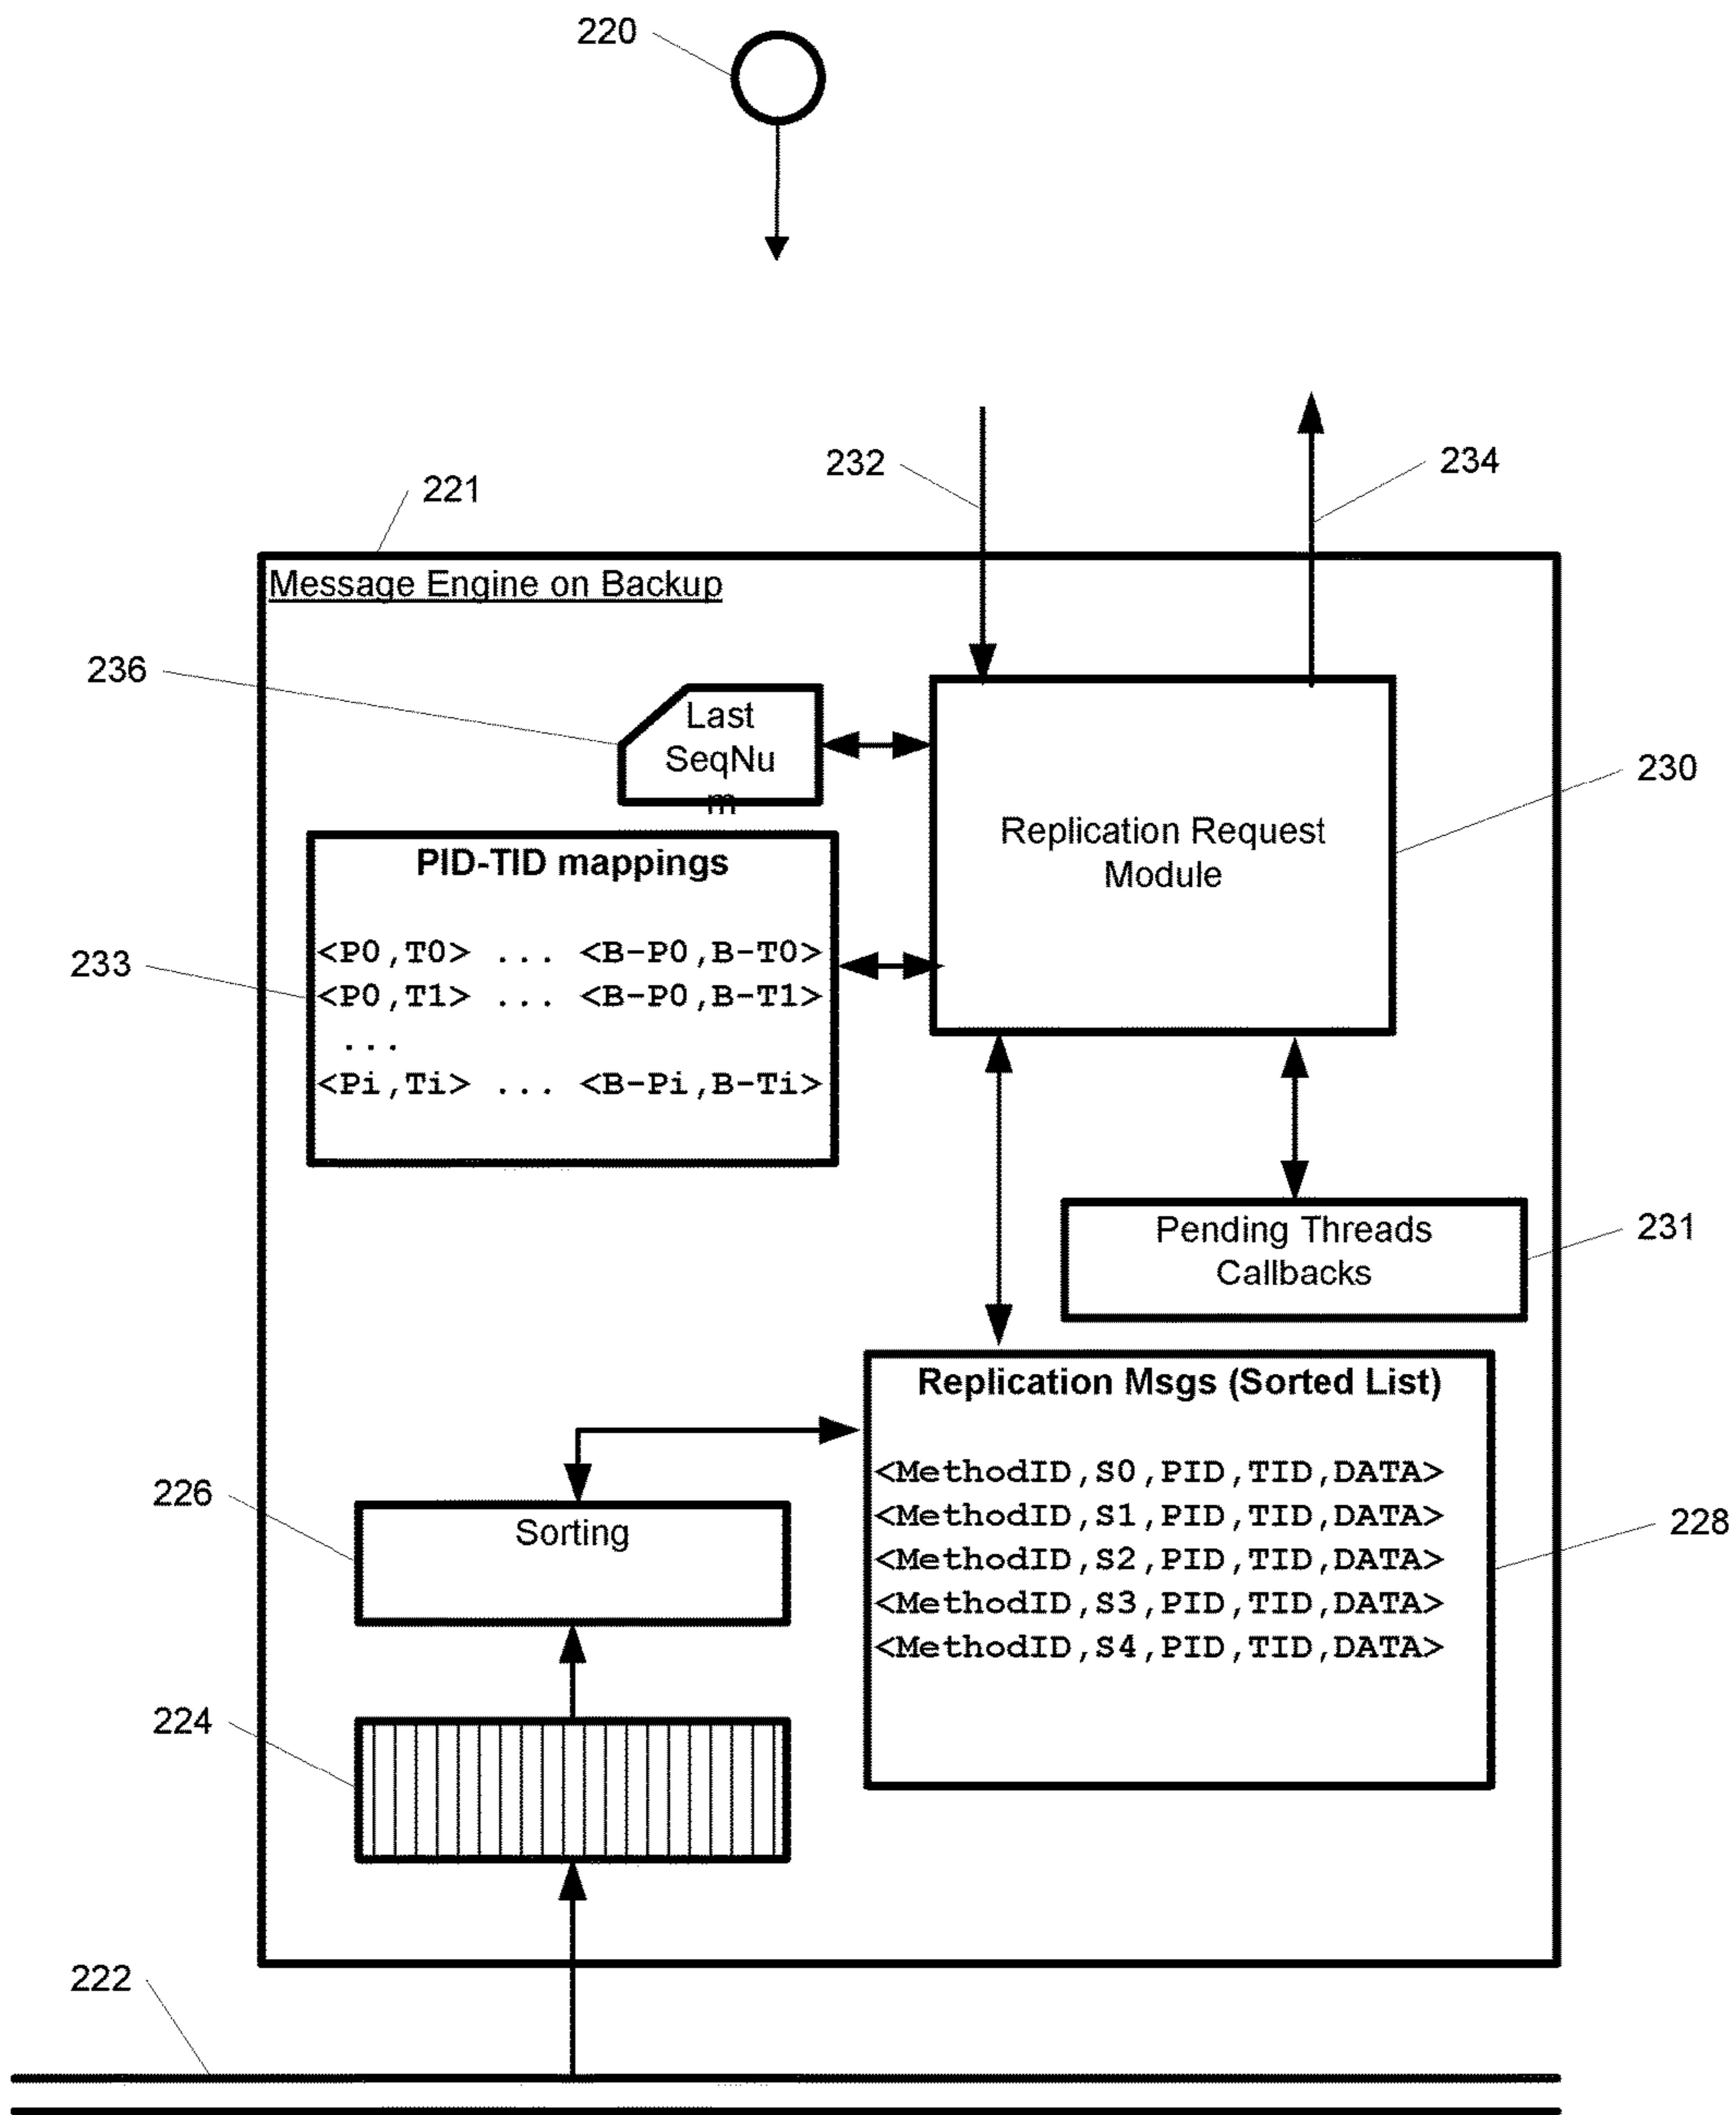 220
232
234
221
Message Engine on Backup
236
Last
SeqNu
m
230
Replication Request
Module
PID-TID mappings
233
<P0,T0> ... <B-P0,B-T0>
<P0,T1> ... <B-P0,B-T1>
...
<Pi,Ti> ... <B-Pi,B-Ti>
Pending Threads
Callbacks
231
Replication Msgs (Sorted List)
<MethodID,S0,PID,TID,DATA>
<MethodID,S1,PID,TID,DATA>
<MethodID,S2,PID,TID,DATA>
<MethodID,S3,PID,TID,DATA>
<MethodID,S4,PID,TID,DATA>
228
226
Sorting
224
222